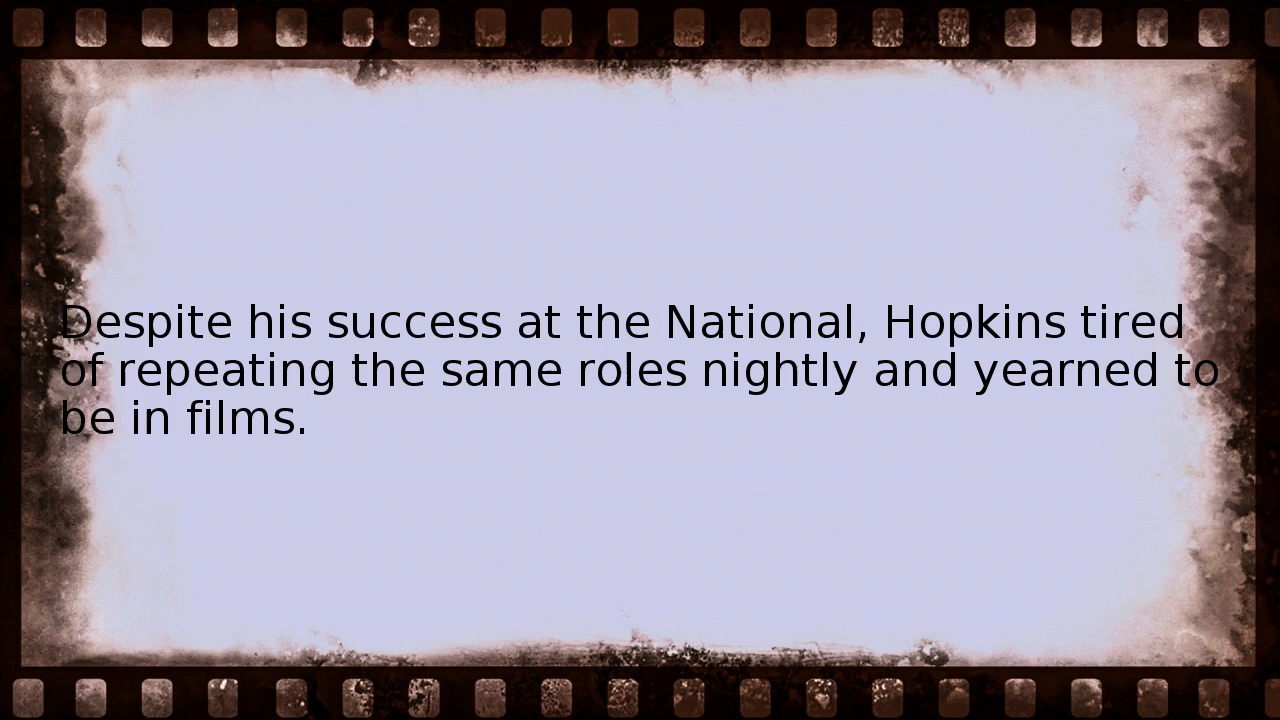 Despite his success at the National, Hopkins tired
of repeating the same roles nightly and yearned to
be in films.